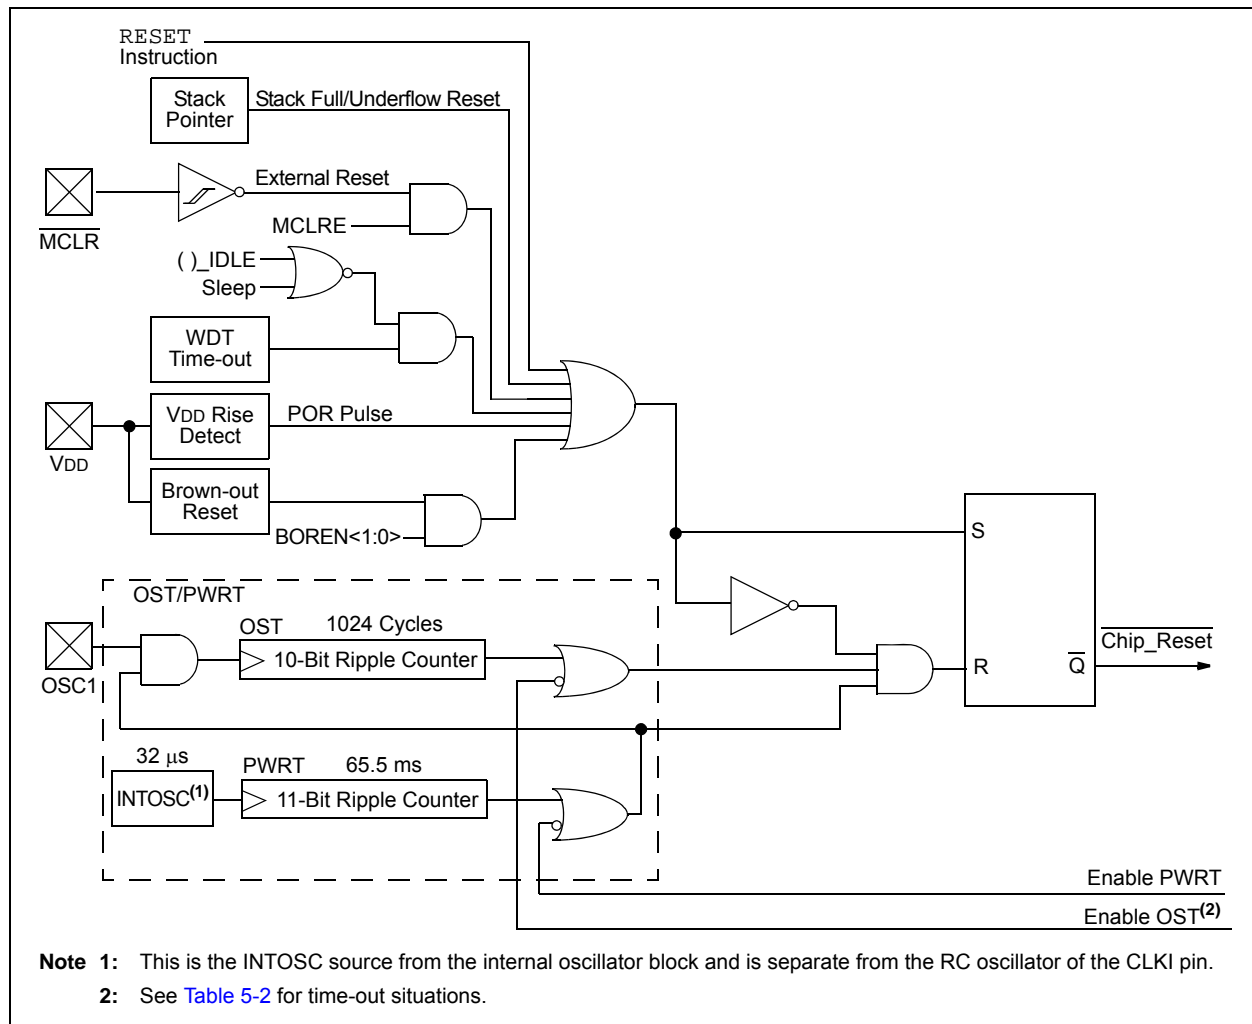 RESET
Instruction
Stack
Pointer
Stack Full/Underflow Reset
External Reset
MCLRE
MCLR
( )_IDLE
Sleep
WDT
Time-out
VDD Rise
Detect
POR Pulse
VDD
Brown-out
Reset
BOREN<1:0>
S
OST/PWRT
OST 1024 Cycles
10-Bit Ripple Counter
OSC1
Chip_Reset
R
Q
32 μs
INTOSC(1)
PWRT 65.5 ms
11-Bit Ripple Counter
Enable PWRT
Enable OST(2)
Note 1: This is the INTOSC source from the internal oscillator block and is separate from the RC oscillator of the CLKI pin.
2: See Table 5-2 for time-out situations.